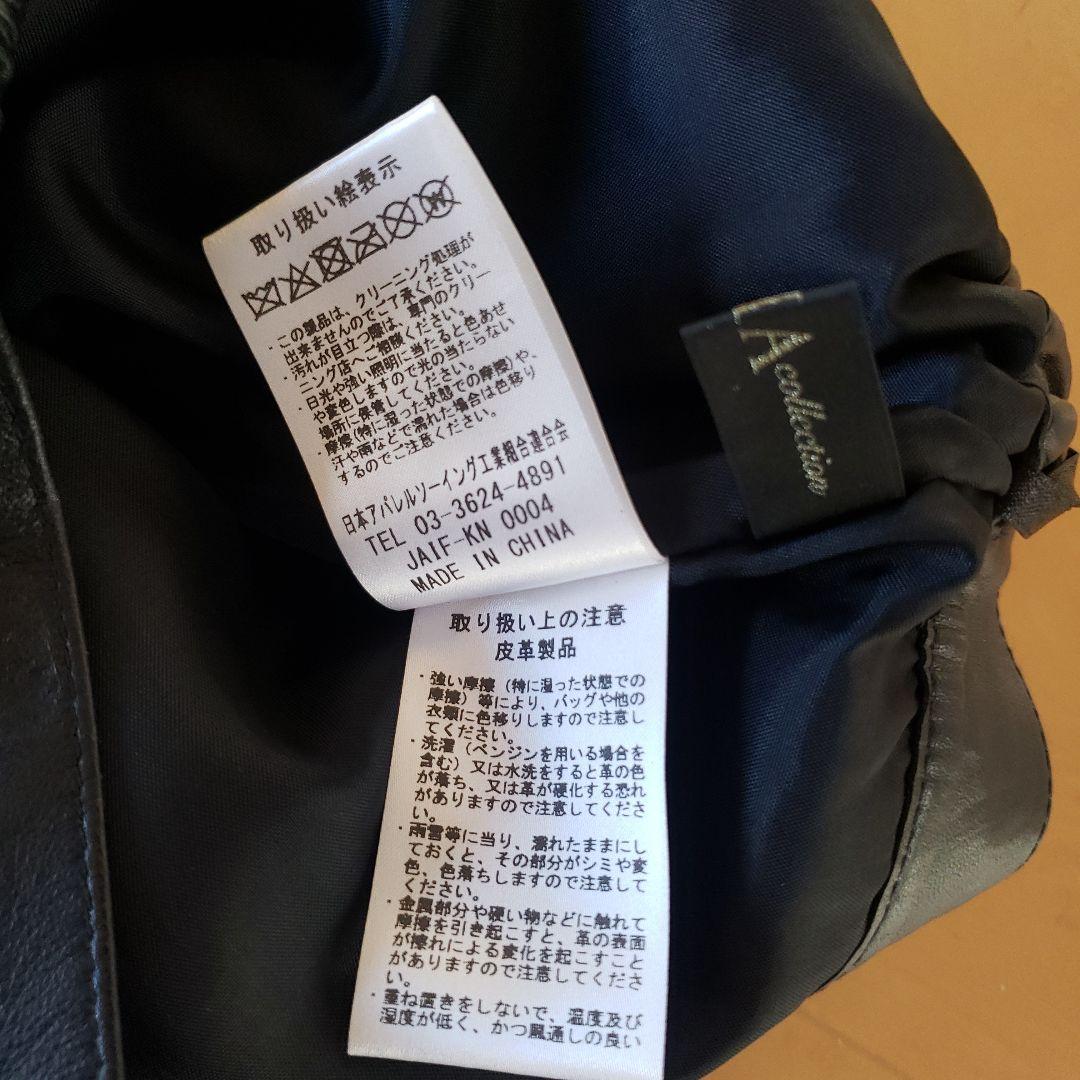 取り扱い絵表示
・この製品は、クリーニング処理が
出来ませんのでご了承ください。
・汚れが目立つ際は、専門のクリー
ニング店へご相談ください。
・日光や強い照明に当たると色あせ
や変色しますので光の当たらない
場所に保管してください。
・摩擦(特に湿った状態での摩擦)や、
汗や雨などで濡れた場合は色移り
するのでご注意ください。
日本アパレルソーイング工業組合連合会
TEL 03-3624-4891
JAIF-KN 0004
MADE IN CHINA
A collection
取り扱い上の注意
皮革製品
・強い摩擦(特に湿った状態での
摩擦)等により、バッグや他の
衣類に色移りしますので注意し
てください。
・洗濯(ベンジンを用いる場合を
含む)又は水洗をすると革の色
が落ち、又は革が硬化する恐れ
がありますので注意してくださ
い。
・雨雪等に当り、濡れたままにし
ておくと、その部分がシミや変
色、色落ちしますので注意して
ください。
・金属部分や硬い物などに触れて
摩擦を引き起こすと、革の表面
が擦れによる変化を起こすこと
がありますので注意してくださ
い。
・重ね置きをしないで、温度及び
湿度が低く、かつ風通しの良い